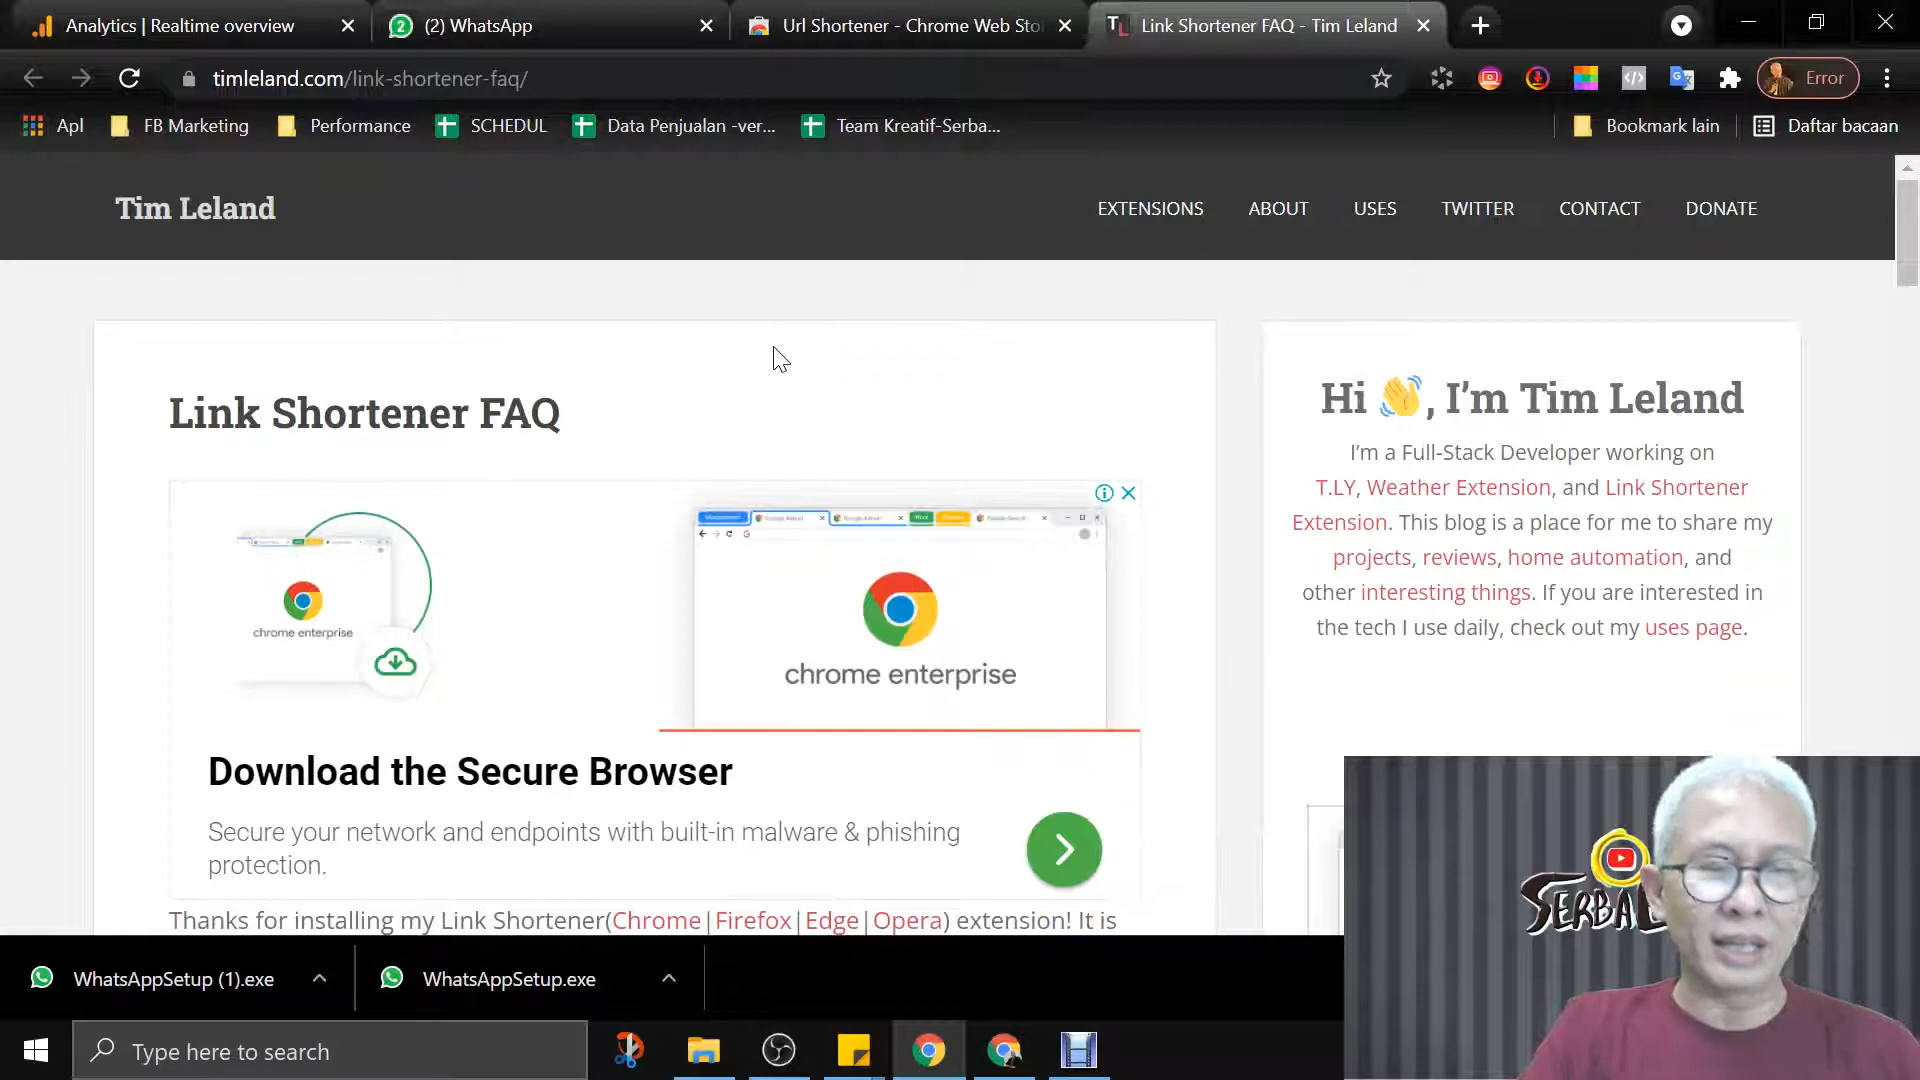 Analytics | Realtime overview
(2) WhatsApp
Url Shortener - Chrome Web Sto
Link Shortener FAQ - Tim Leland
timleland.com/link-shortener-faq/
Error
Apl
FB Marketing
Performance
SCHEDUL
Data Penjualan -ver...
Team Kreatif-Serba...
Bookmark lain
Daftar bacaan
Tim Leland
EXTENSIONS
ABOUT
USES
TWITTER
CONTACT
DONATE
Link Shortener FAQ
chrome enterprise
chrome enterprise
Download the Secure Browser
Secure your network and endpoints with built-in malware & phishing
protection.
Thanks for installing my Link Shortener(Chrome|Firefox|Edge|Opera) extension! It is
Hi 👋, I'm Tim Leland
I'm a Full-Stack Developer working on
T.LY, Weather Extension, and Link Shortener
Extension. This blog is a place for me to share my
projects, reviews, home automation, and
other interesting things. If you are interested in
the tech I use daily, check out my uses page.
SERBA
WhatsAppSetup (1).exe
WhatsAppSetup.exe
Type here to search